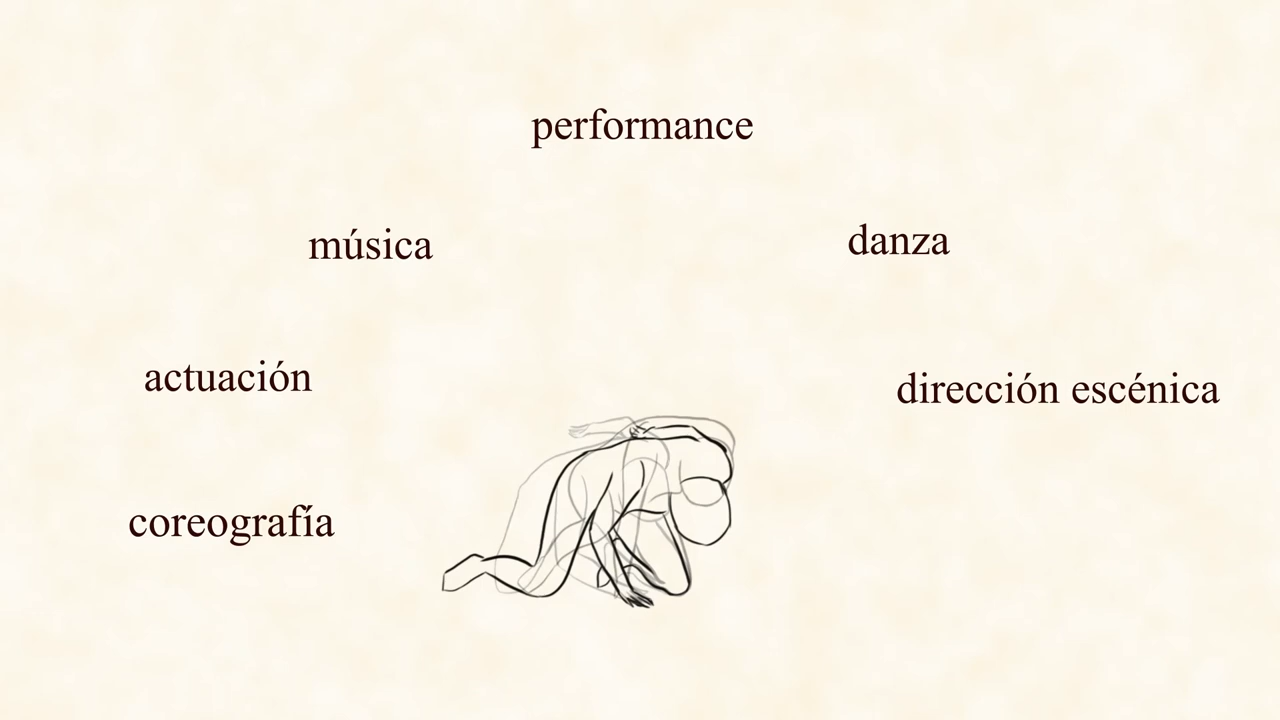 performance
música
danza
actuación
dirección escénica
coreografía